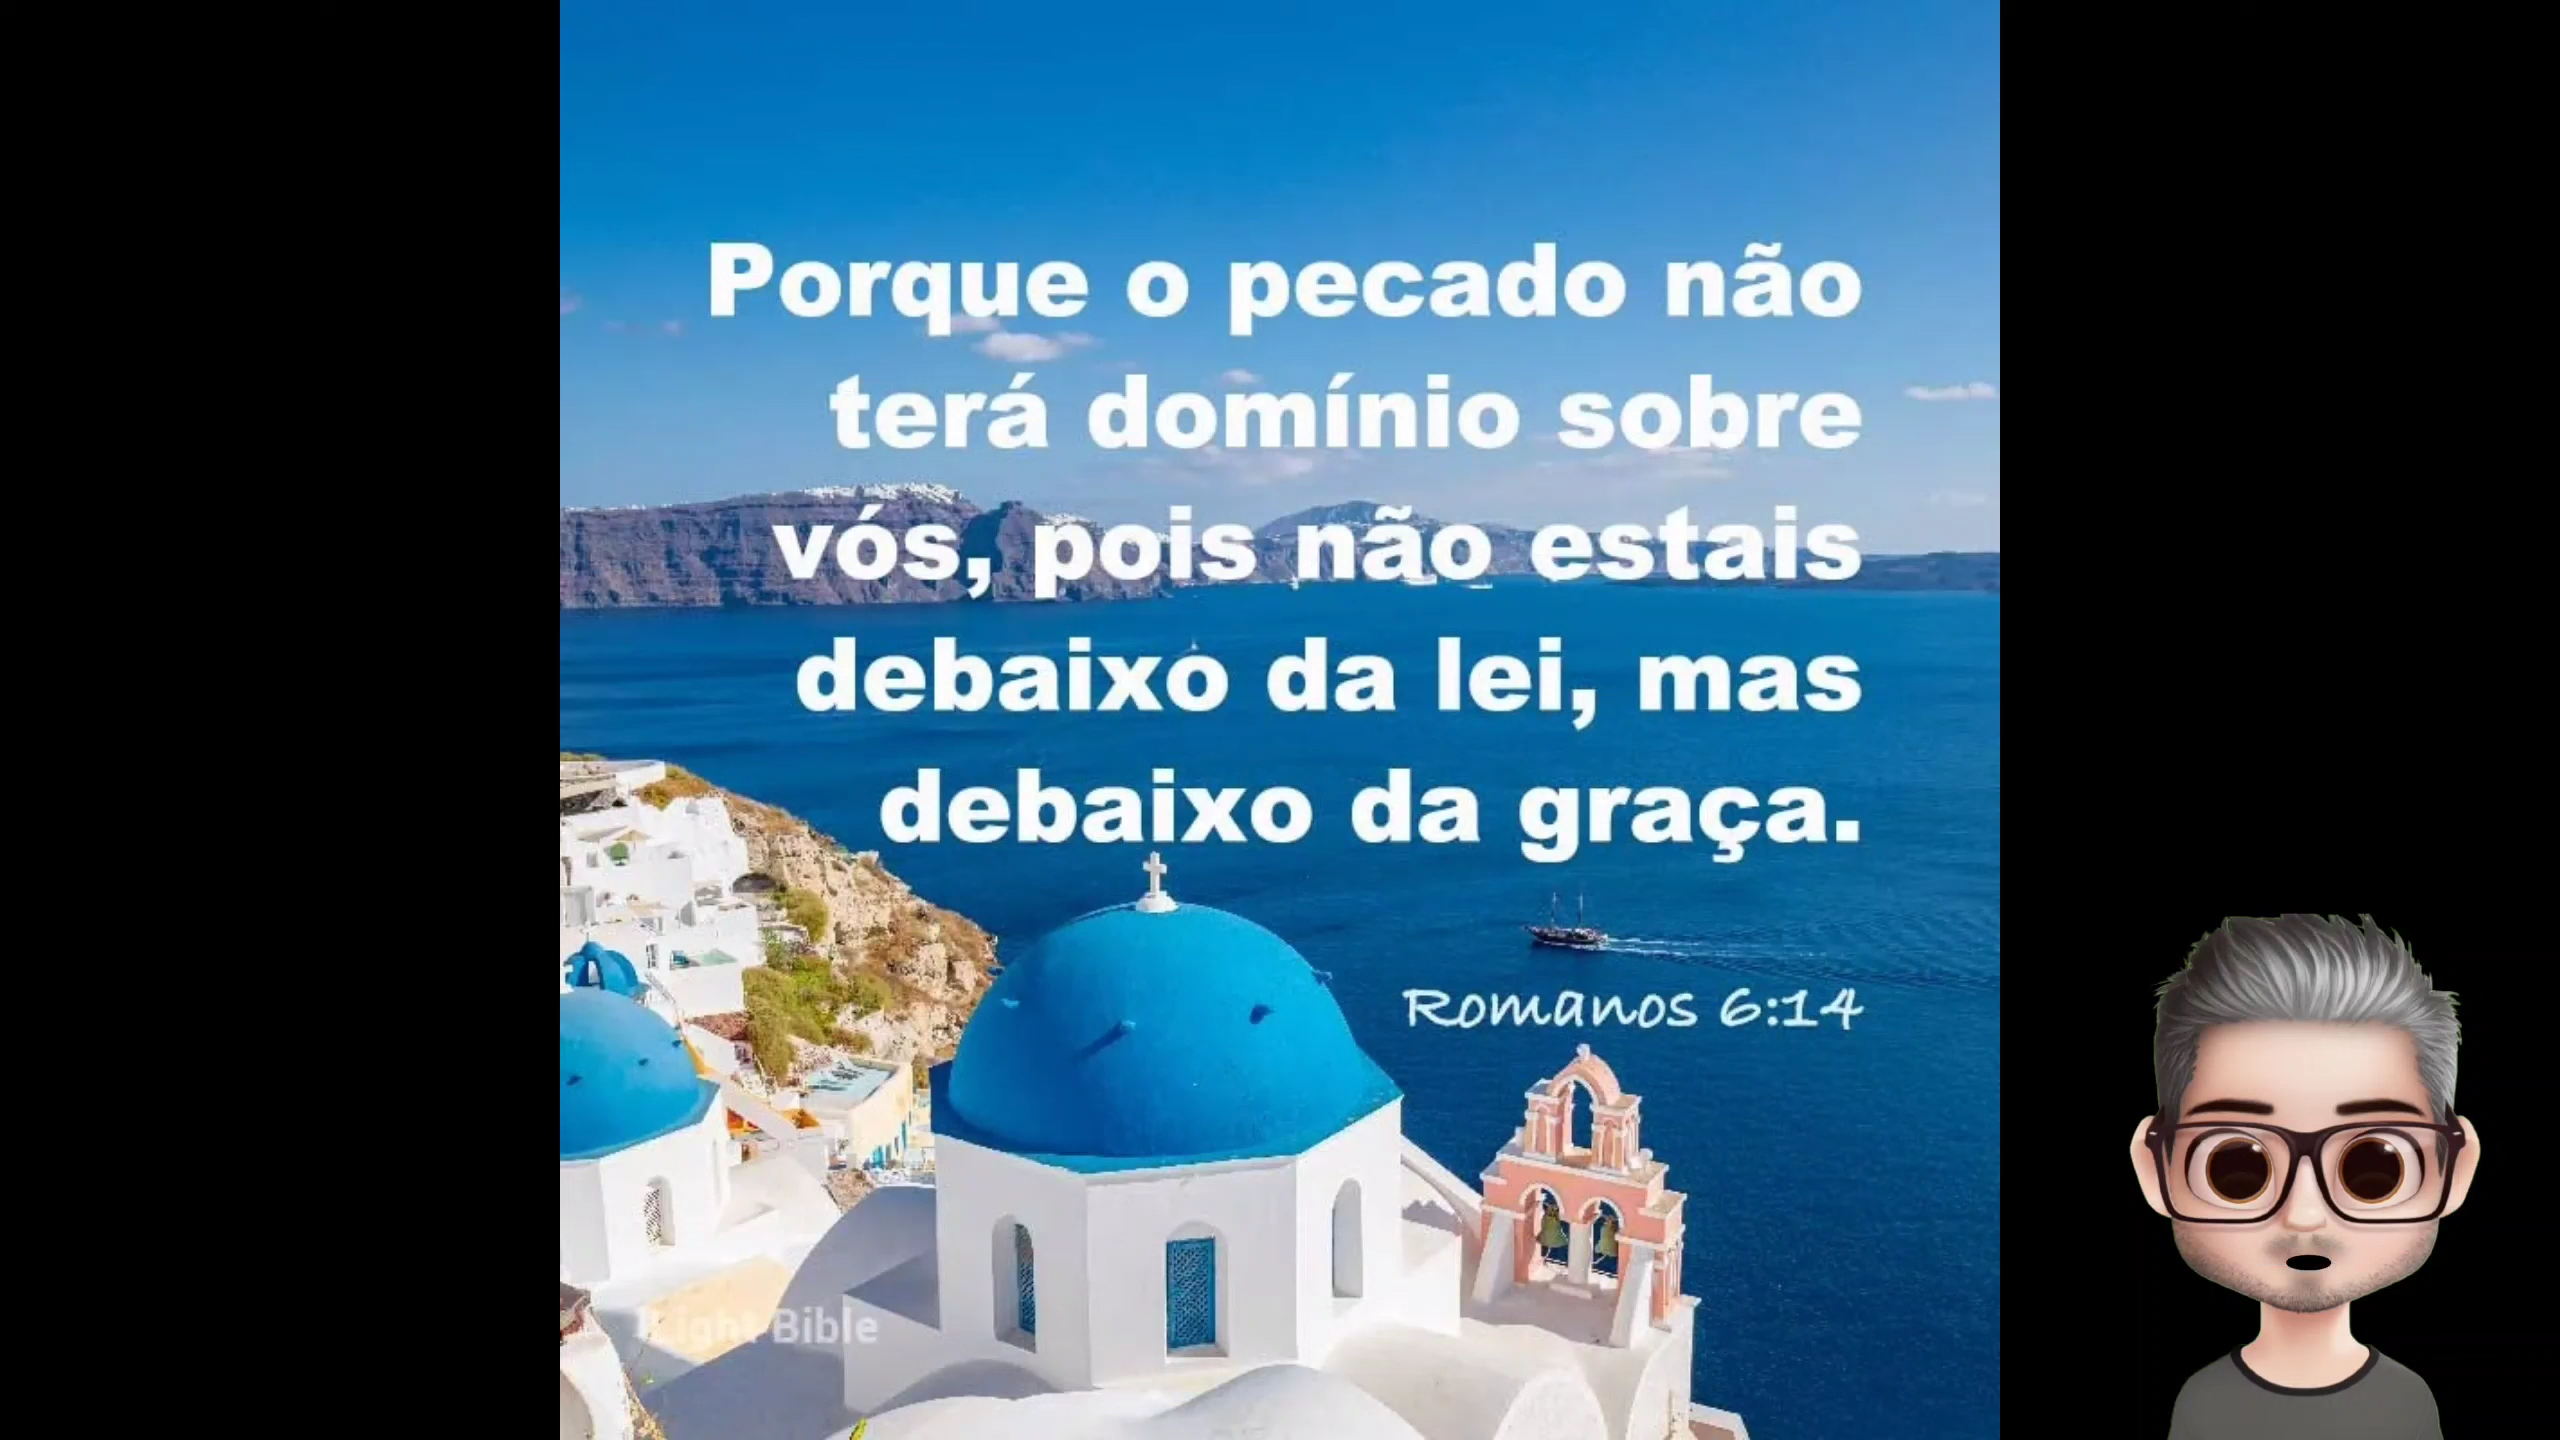 Porque o pecado não
terá domínio sobre
vós, pois não estais
debaixo da lei, mas
debaixo da graça.
Romanos 6:14
Light Bible